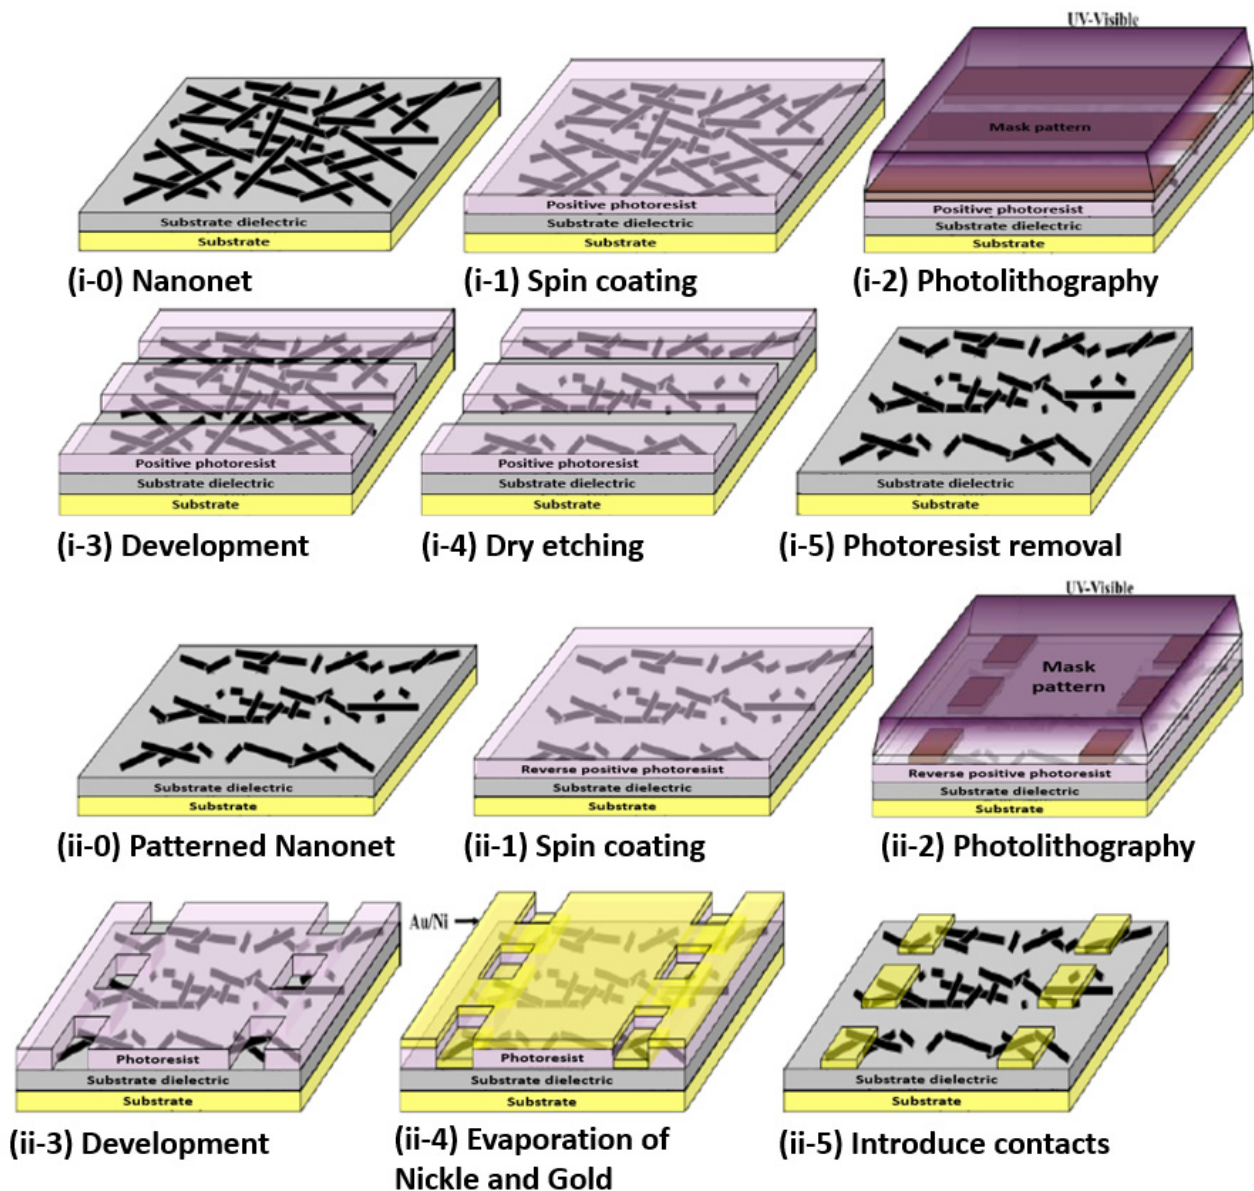 UV-Visible
Mask pattern
Substrate dielectric
Substrate
Positive photoresist
Substrate dielectric
Substrate
Positive photoresist
Substrate dielectric
Substrate
(i-0) Nanonet
(i-1) Spin coating
(i-2) Photolithography
Positive photoresist
Substrate dielectric
Substrate
Positive photoresist
Substrate dielectric
Substrate
Substrate dielectric
Substrate
(i-3) Development
(i-4) Dry etching
(i-5) Photoresist removal
UV-Visible
Mask
pattern
Substrate dielectric
Substrate
Reverse positive photoresist
Substrate dielectric
Substrate
Reverse positive photoresist
Substrate dielectric
Substrate
(ii-0) Patterned Nanonet
(ii-1) Spin coating
(ii-2) Photolithography
Au/Ni
Photoresist
Substrate dielectric
Substrate
Photoresist
Substrate dielectric
Substrate
Substrate dielectric
Substrate
(ii-3) Development
(ii-4) Evaporation of
Nickle and Gold
(ii-5) Introduce contacts